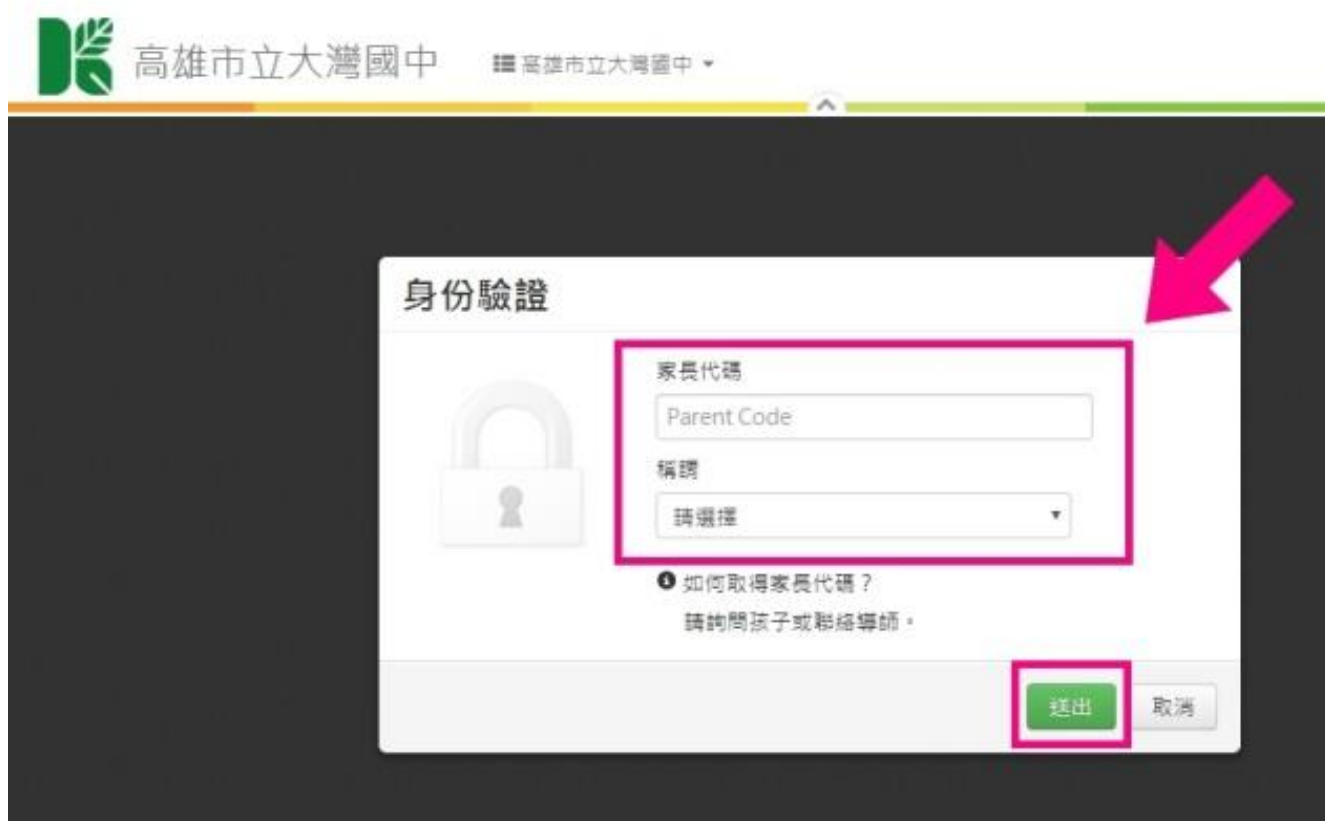 高雄市立大灣國中
高雄市立大灣國中
身份驗證
家長代碼
Parent Code
稱謂
請選擇
如何取得家長代碼？
請詢問孩子或聯絡導師。
送出 取消